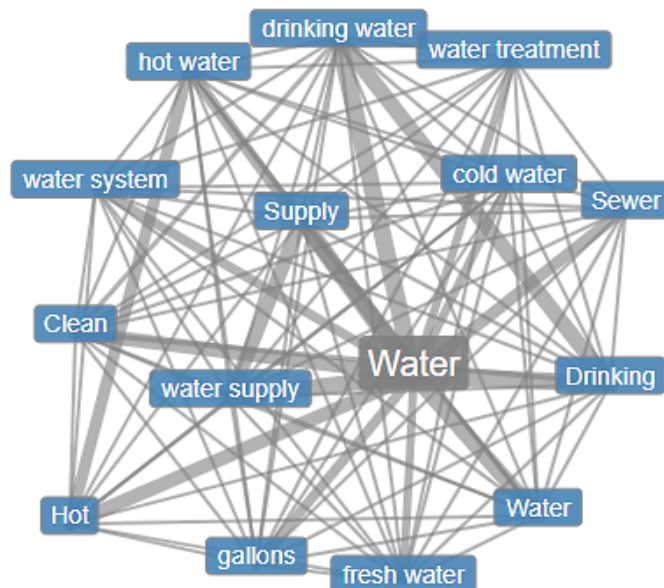 drinking water
water treatment
hot water
water system
cold water
Supply
Sewer
Clean
Water
water supply
Drinking
Hot
Water
gallons
fresh water